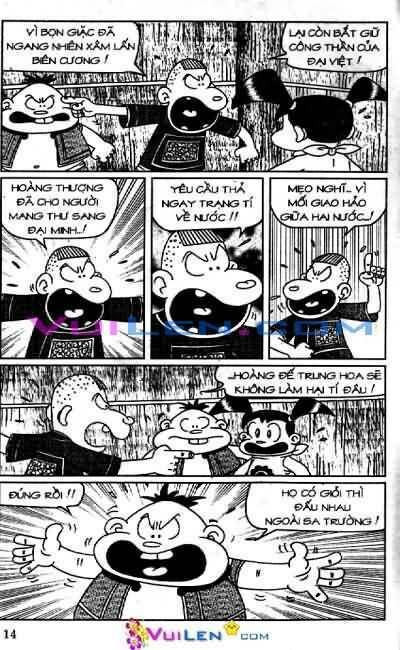 VÌ BỌN GIẶC ĐÃ
NGANG NHIÊN XÂM LẤN
BIÊN CƯƠNG !
LẠI CÒN BẮT GIỮ
CÔNG THẦN CỦA
ĐẠI VIỆT !
HOÀNG THƯỢNG
ĐÃ CHO NGƯỜI
MANG THƯ SANG
ĐẠI MINH..!
YÊU CẦU THẢ
NGAY TRẠNG TÍ
VỀ NƯỚC !!
MẸO NGHĨ.. VÌ
MỐI GIAO HẢO
GIỮA HAI NƯỚC..!
VUILEN.COM
..HOÀNG ĐẾ TRUNG HOA SẼ
KHÔNG LÀM HẠI TÍ ĐÂU !
ĐÚNG RỒI !!
HỌ CÓ GIỎI THÌ
ĐẤU NHAU
NGOÀI SA TRƯỜNG !
14
VUILEN.COM